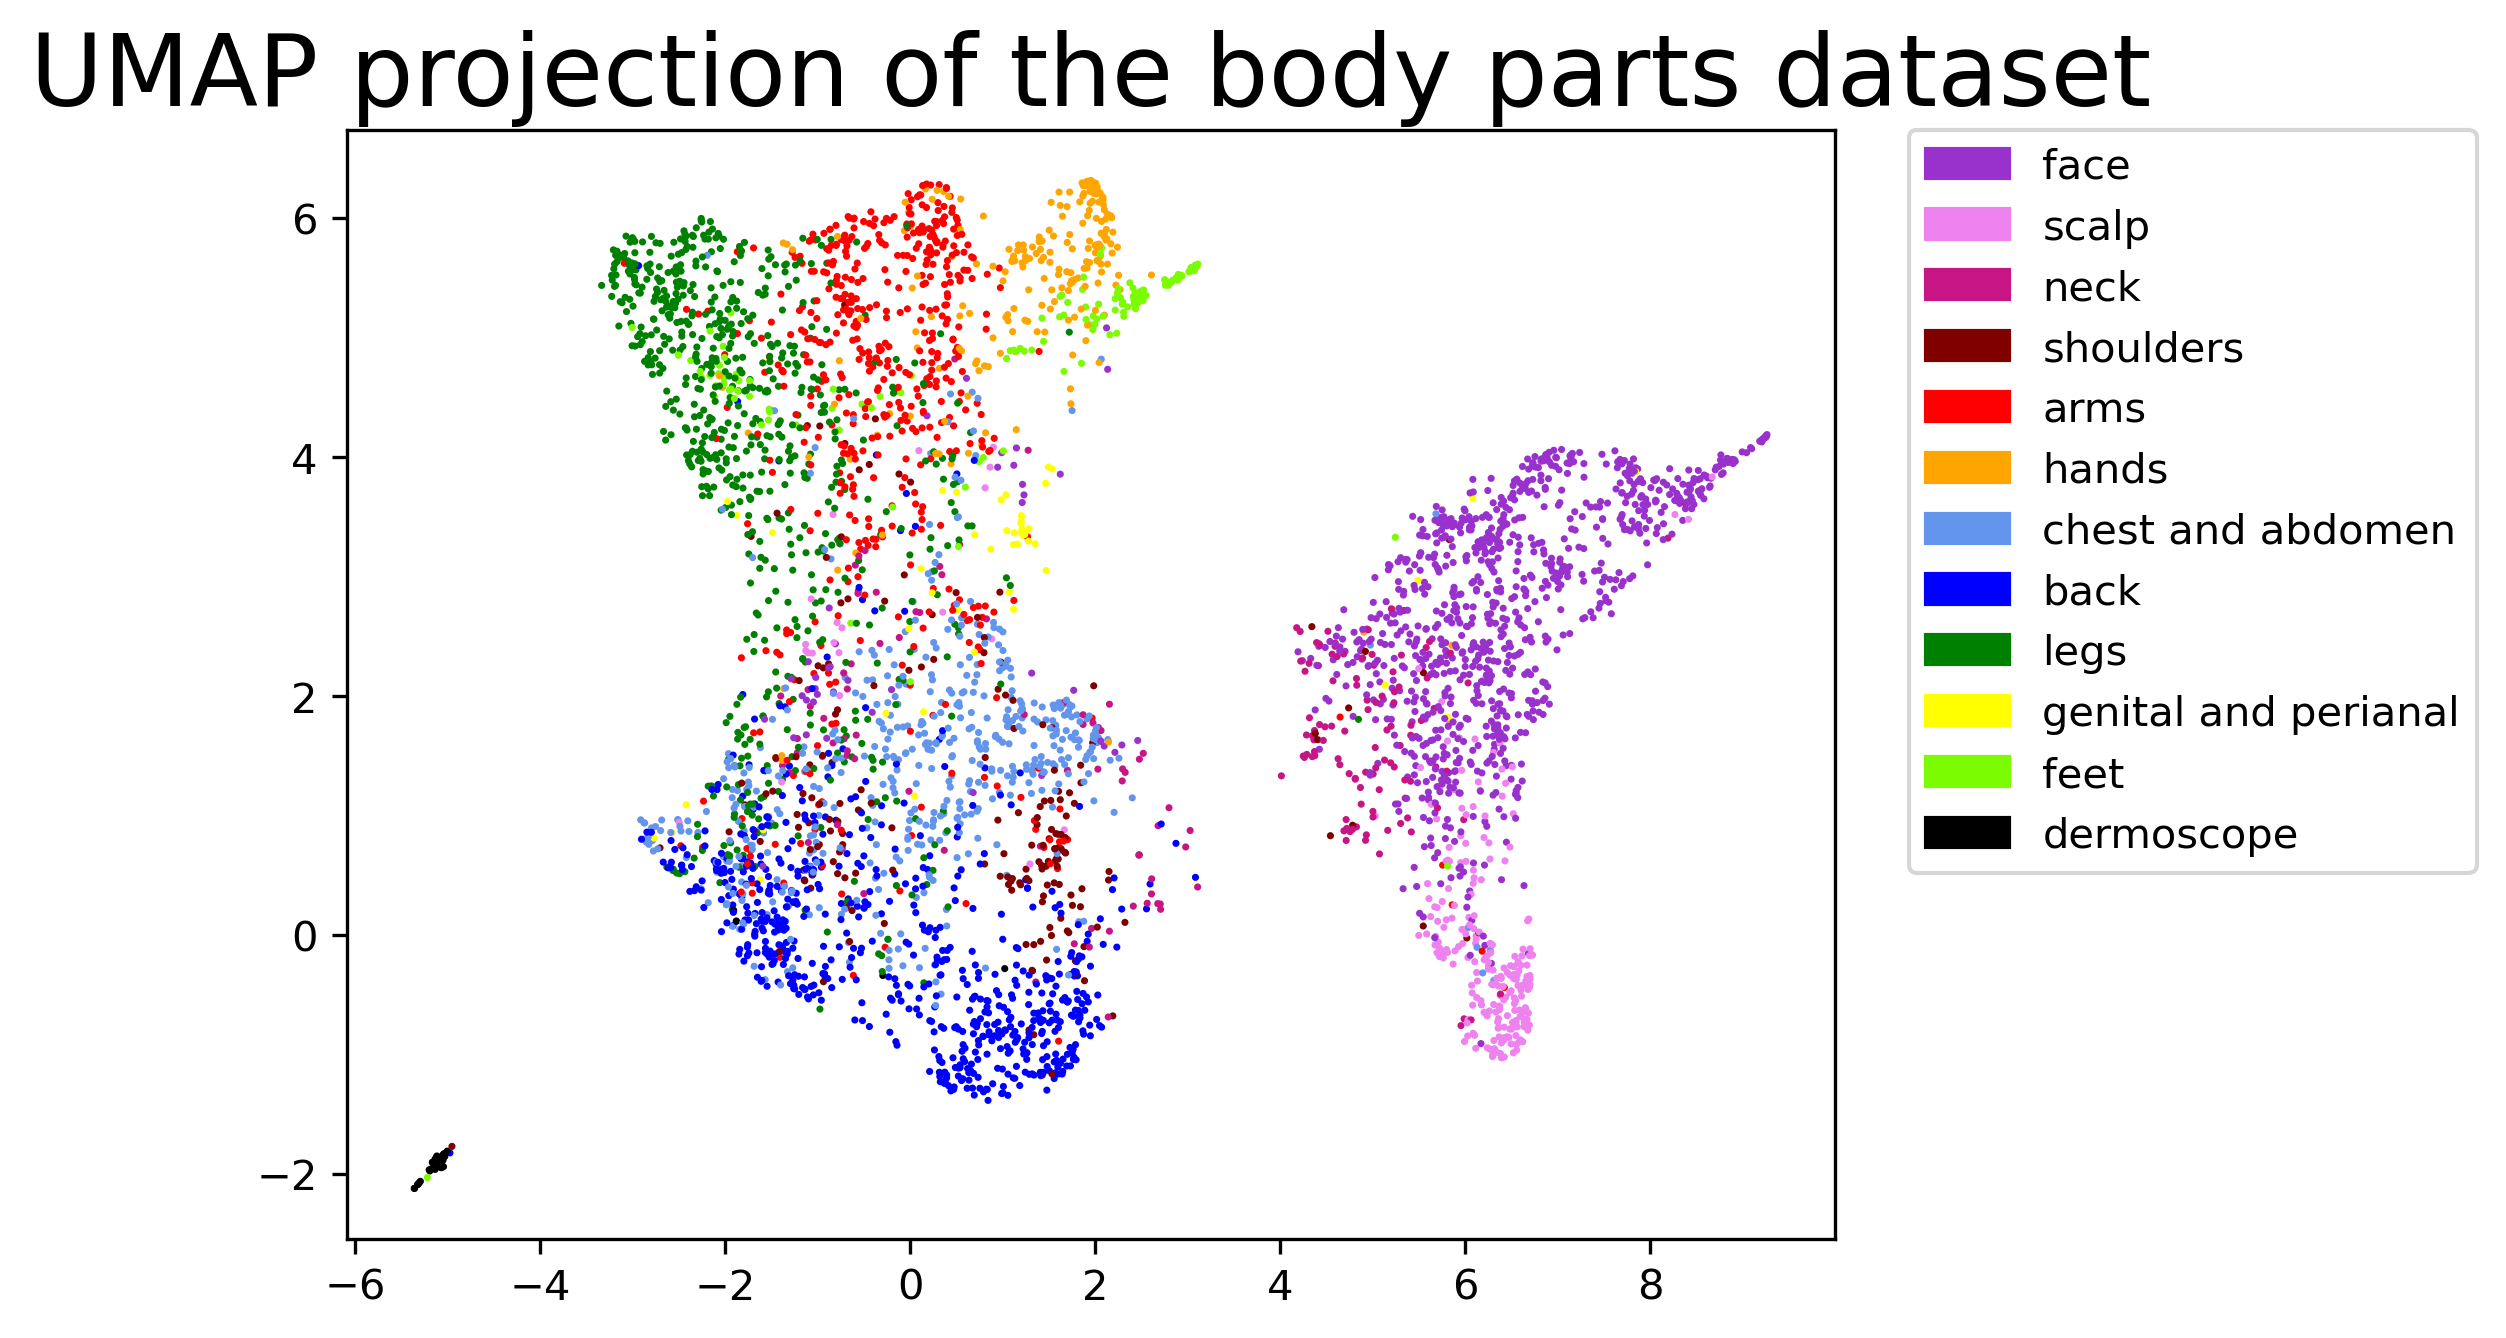 UMAP projection of the body parts dataset
6
4
2
0
−2
−6 −4 −2 0 2 4 6 8
face
scalp
neck
shoulders
arms
hands
chest and abdomen
back
legs
genital and perianal
feet
dermoscope